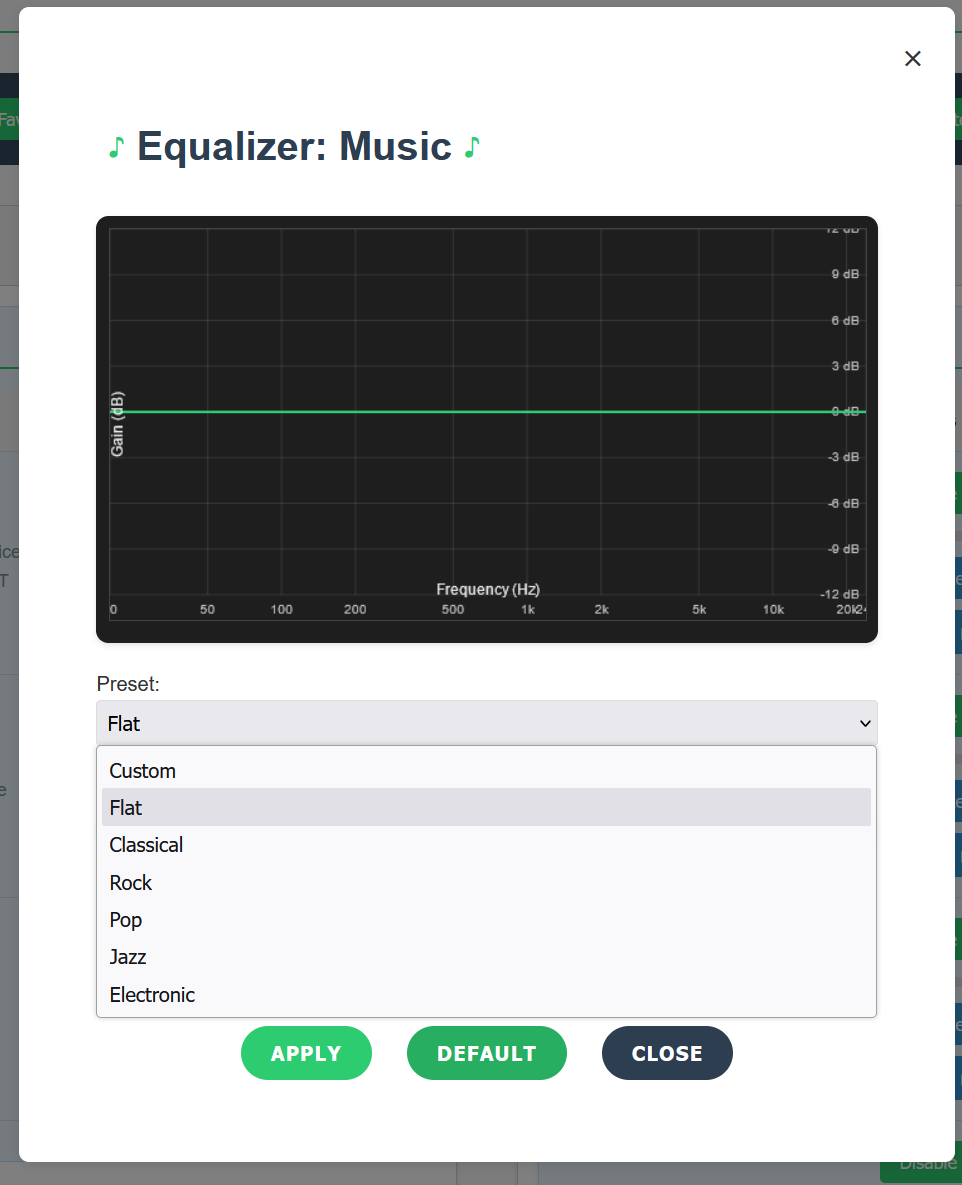 ×
♪ Equalizer: Music ♪
12 dB
9 dB
6 dB
3 dB
0 dB
-3 dB
-6 dB
-9 dB
-12 dB
Gain (dB)
Frequency (Hz)
0 50 100 200 500 1k 2k 5k 10k 20k
Preset:
Flat
Custom
Flat
Classical
Rock
Pop
Jazz
Electronic
APPLY DEFAULT CLOSE
Disable